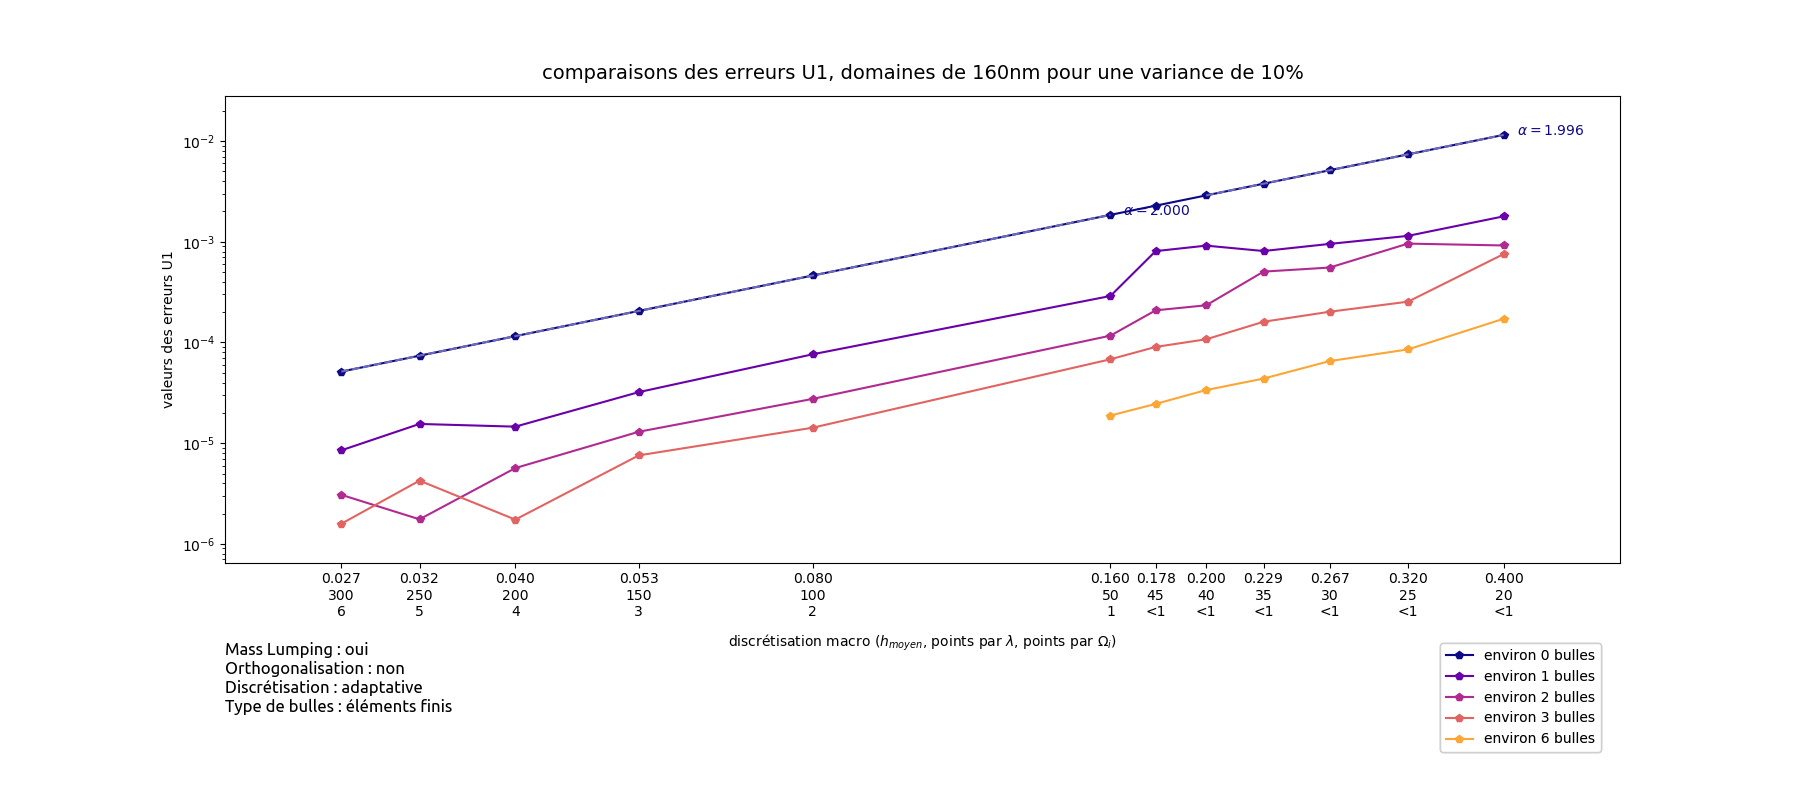 comparaisons des erreurs U1, domaines de 160nm pour une variance de 10%
α = 1.996
α = 2.000
valeurs des erreurs U1
10⁻²
10⁻³
10⁻⁴
10⁻⁵
10⁻⁶
0.027 0.032 0.040 0.053 0.080 0.160 0.178 0.200 0.229 0.267 0.320 0.400
300 250 200 150 100 50 45 40 35 30 25 20
6 5 4 3 2 1 <1 <1 <1 <1 <1 <1
discrétisation macro (hmoyen, points par λ, points par Ωi)
Mass Lumping : oui
Orthogonalisation : non
Discrétisation : adaptative
Type de bulles : éléments finis
environ 0 bulles
environ 1 bulles
environ 2 bulles
environ 3 bulles
environ 6 bulles